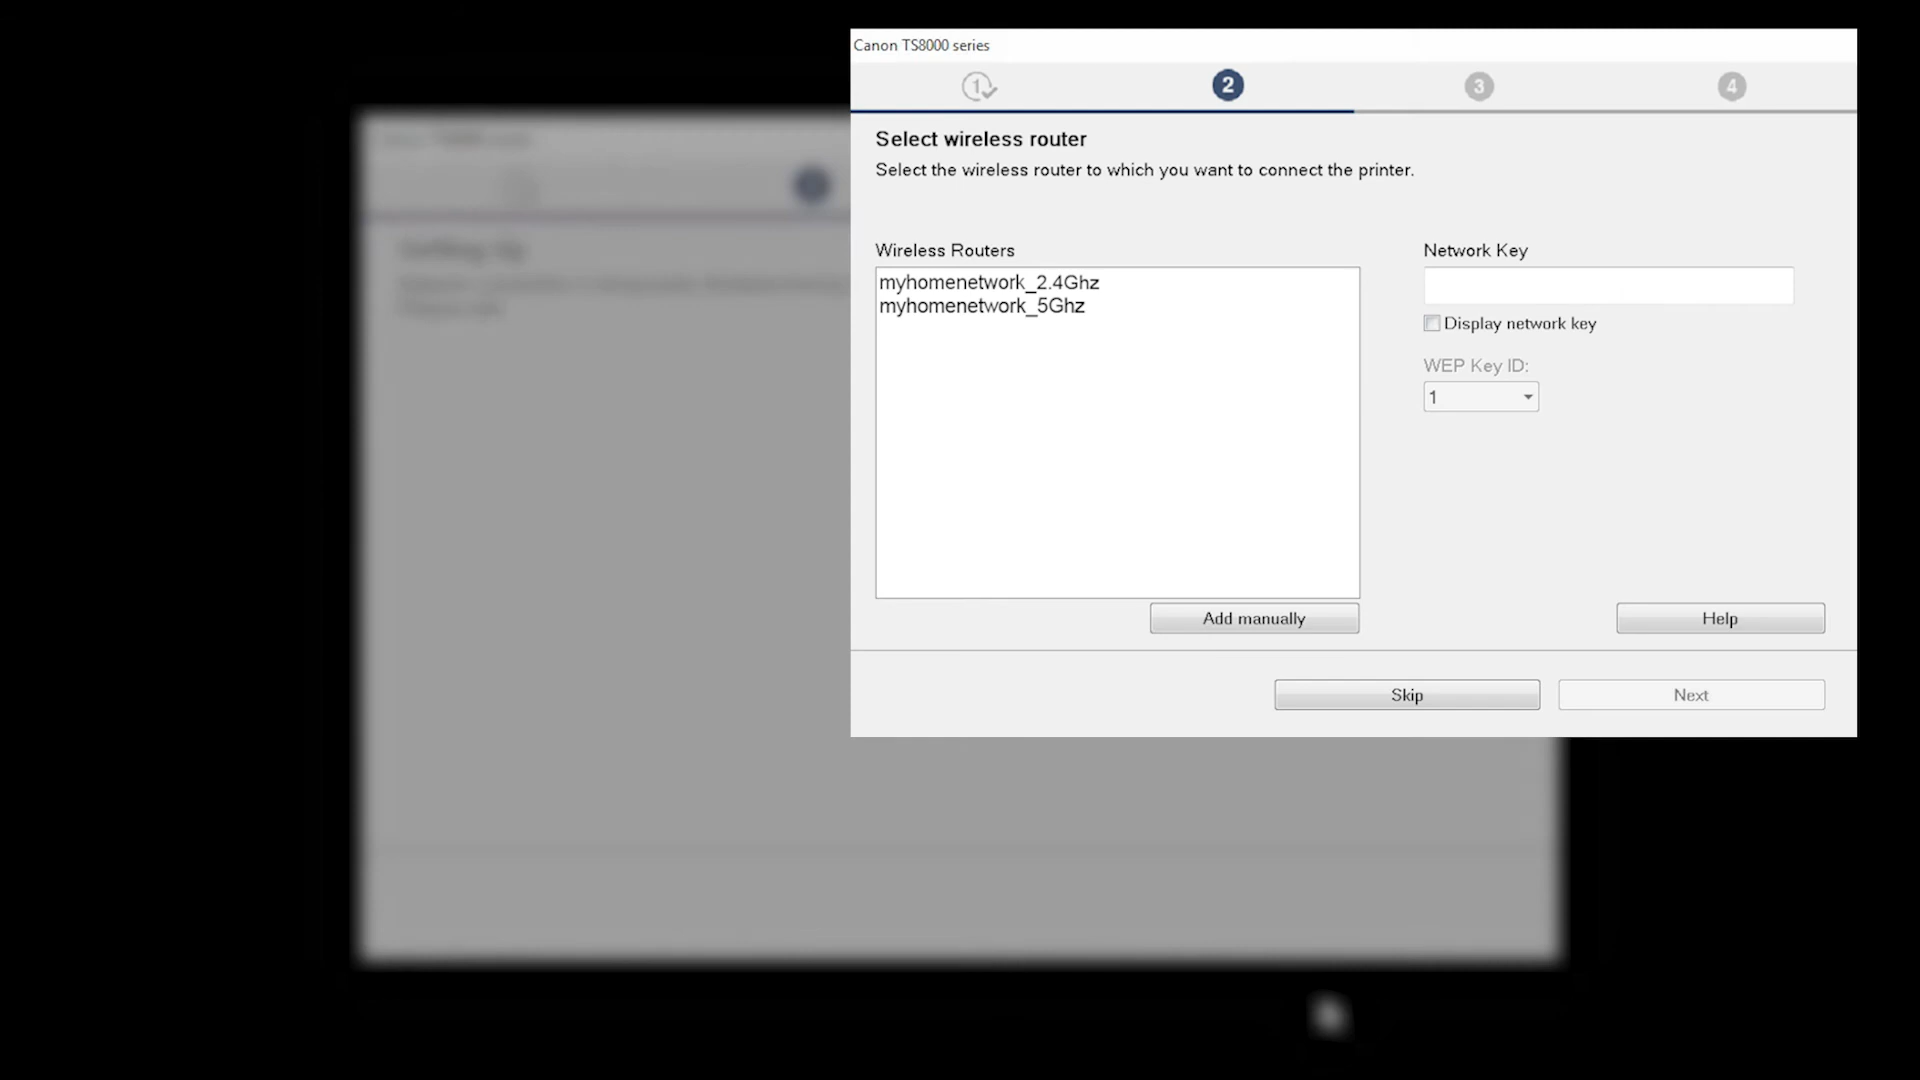 Canon TS8000 series
1
2
3
4
Select wireless router
Select the wireless router to which you want to connect the printer.
Wireless Routers
myhomenetwork_2.4Ghz
myhomenetwork_5Ghz
Add manually
Network Key
Display network key
WEP Key ID:
1
Help
Skip
Next